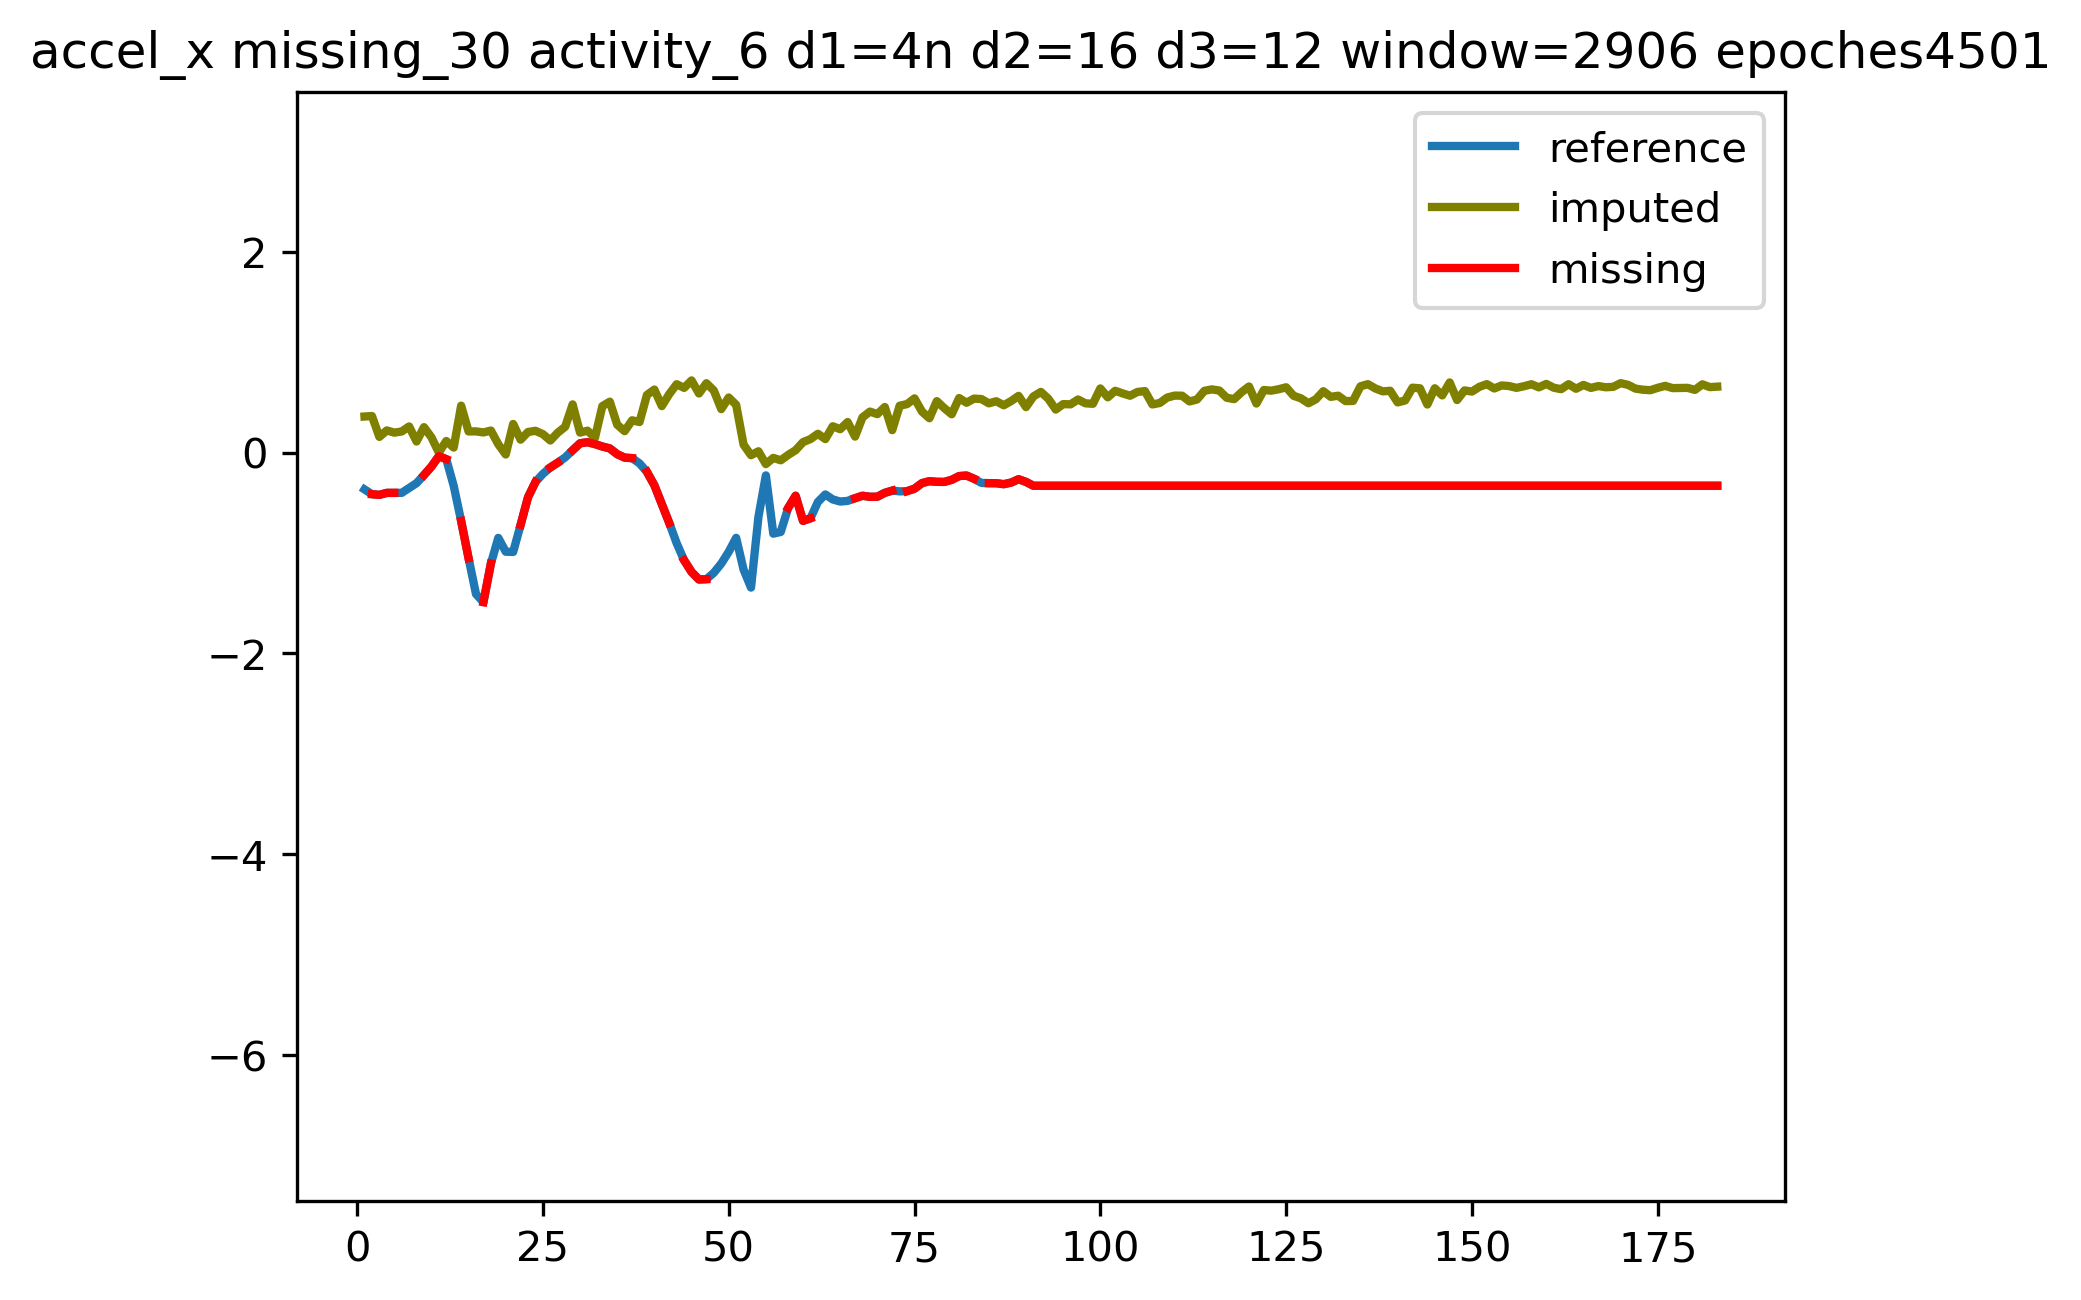 accel_x missing_30 activity_6 d1=4n d2=16 d3=12 window=2906 epoches4501
reference
imputed
missing
2
0
−2
−4
−6
0 25 50 75 100 125 150 175